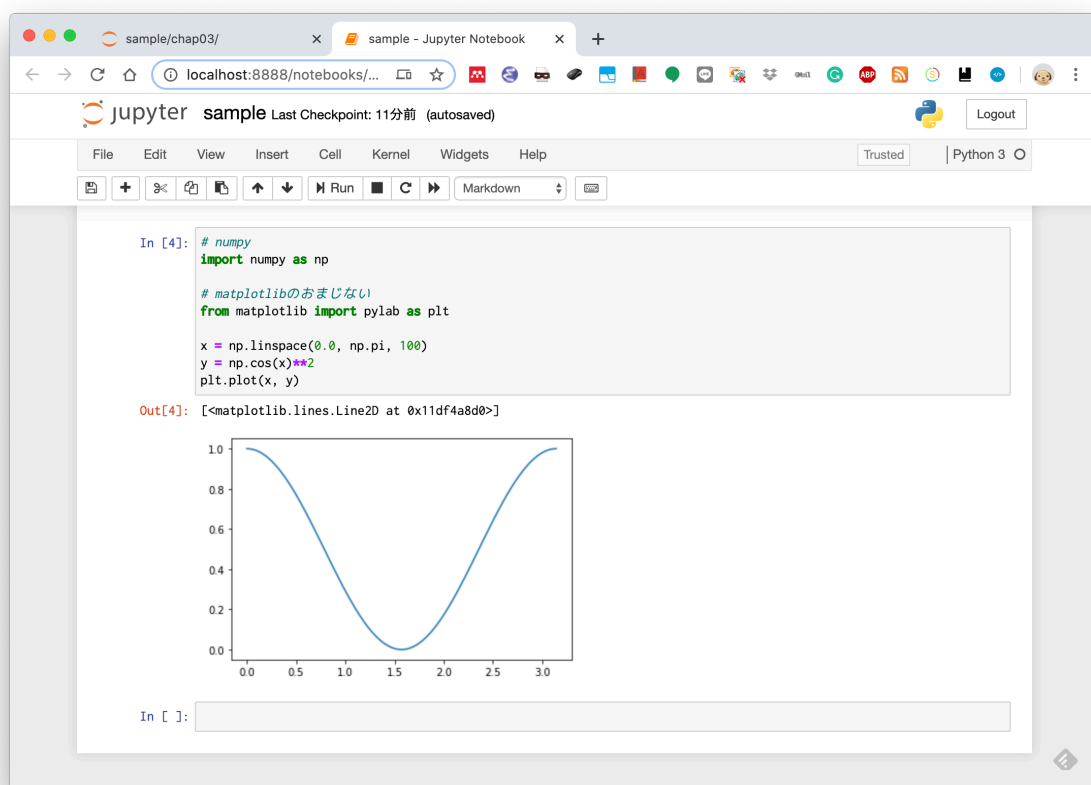 sample/chap03/
sample - Jupyter Notebook
localhost:8888/notebooks/...
ABP
jupyter sample Last Checkpoint: 11分前 (autosaved)
Logout
File Edit View Insert Cell Kernel Widgets Help
Trusted
Python 3
Run
Markdown
In [4]:
# numpy
import numpy as np
# matplotlibのおまじない
from matplotlib import pylab as plt
x = np.linspace(0.0, np.pi, 100)
y = np.cos(x)**2
plt.plot(x, y)
Out[4]: [<matplotlib.lines.Line2D at 0x11df4a8d0>]
1.0
0.8
0.6
0.4
0.2
0.0
0.0 0.5 1.0 1.5 2.0 2.5 3.0
In [ ]: